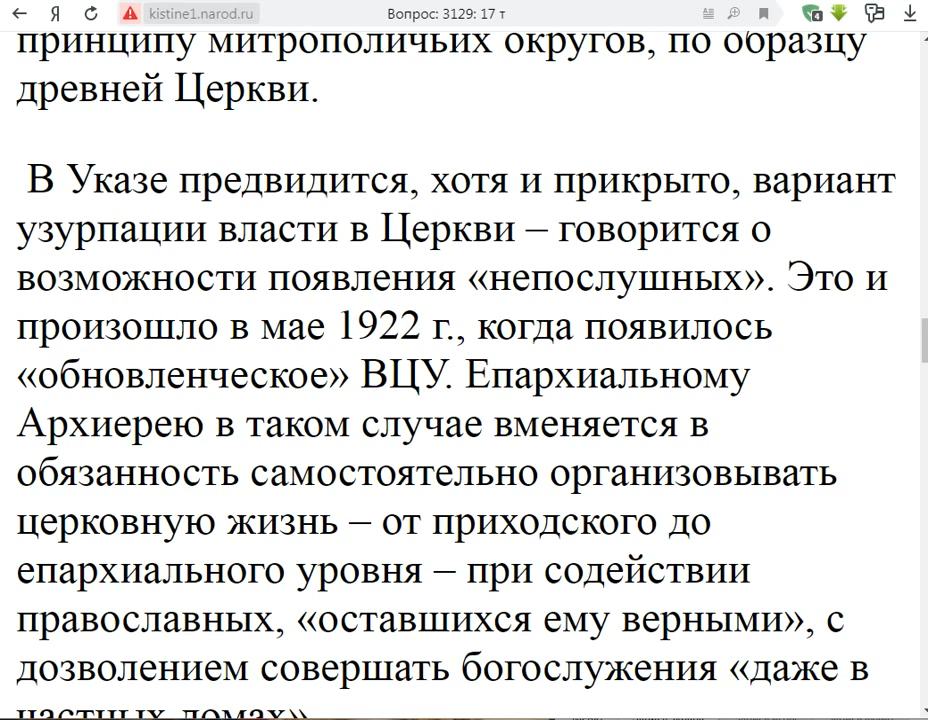 Я kistine1.narod.ru Вопрос: 3129: 17 т 4
принципу митрополичьих округов, по образцу
древней Церкви.
В Указе предвидится, хотя и прикрыто, вариант
узурпации власти в Церкви – говорится о
возможности появления «непослушных». Это и
произошло в мае 1922 г., когда появилось
«обновленческое» ВЦУ. Епархиальному
Архиерею в таком случае вменяется в
обязанность самостоятельно организовывать
церковную жизнь – от приходского до
епархиального уровня – при содействии
православных, «оставшихся ему верными», с
дозволением совершать богослужения «даже в
частных домах»